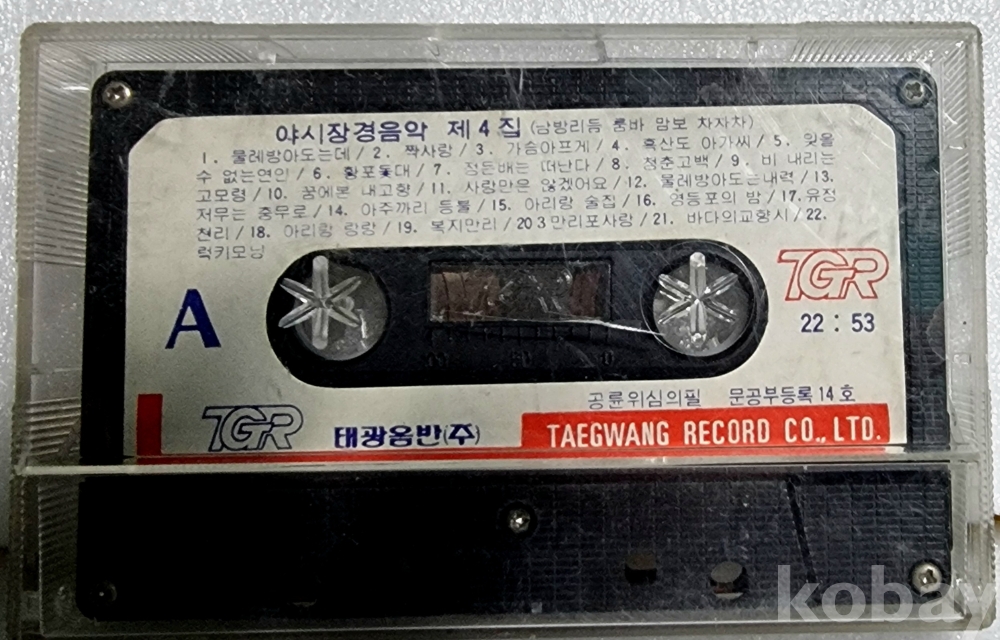 야시장경음악 제4집 (남방리듬 룸바 맘보 차차차)
1. 물레방아도는데 / 2. 짝사랑 / 3. 가슴아프게 / 4. 흑산도 아가씨 / 5. 잊을
수 없는연인 / 6. 황포돛대 / 7. 정든배는 떠난다 / 8. 청춘고백 / 9. 비 내리는
고모령 / 10. 꿈에본 내고향 / 11. 사랑만은 않겠어요 / 12. 물레방아도는내력 / 13.
저무는 충무로 / 14. 아주까리 등불 / 15. 아리랑 술집 / 16. 영등포의 밤 / 17. 유정
천리 / 18. 아리랑 랑랑 / 19. 복지만리 / 20 3만리포사랑 / 21. 바다의교향시 / 22.
럭키모닝
A
TGR
22 : 53
공륜위심의필 문공부등록 14호
TGR 태광음반(주) TAEGWANG RECORD CO., LTD.
100 50 0
kobay